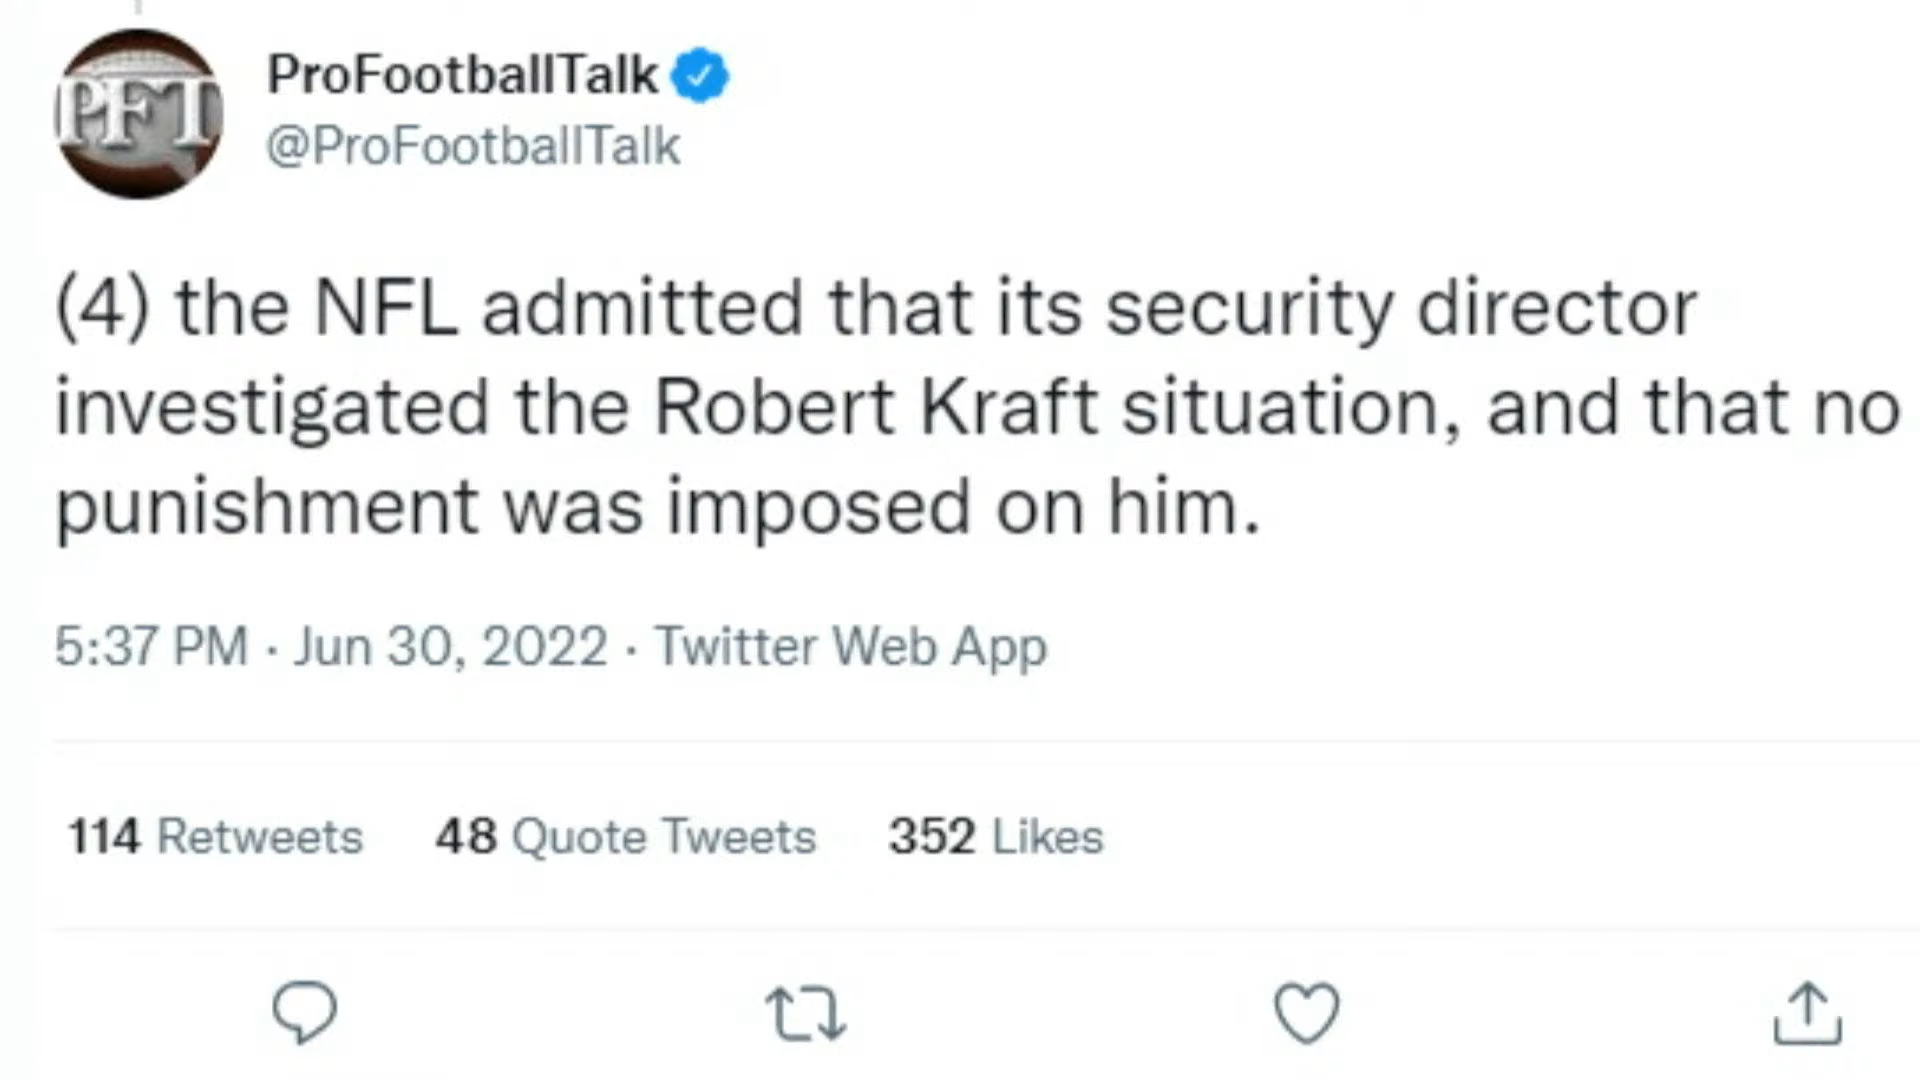 PFT
ProFootballTalk
@ProFootballTalk
(4) the NFL admitted that its security director
investigated the Robert Kraft situation, and that no
punishment was imposed on him.
5:37 PM · Jun 30, 2022 · Twitter Web App
114 Retweets 48 Quote Tweets 352 Likes